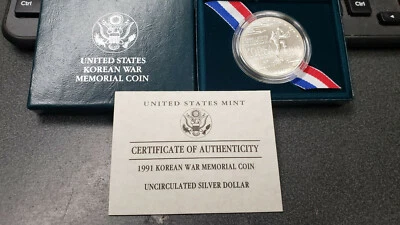 UNITED STATES
KOREAN WAR
MEMORIAL COIN
UNITED STATES MINT
CERTIFICATE OF AUTHENTICITY
1991 KOREAN WAR MEMORIAL COIN
UNCIRCULATED SILVER DOLLAR